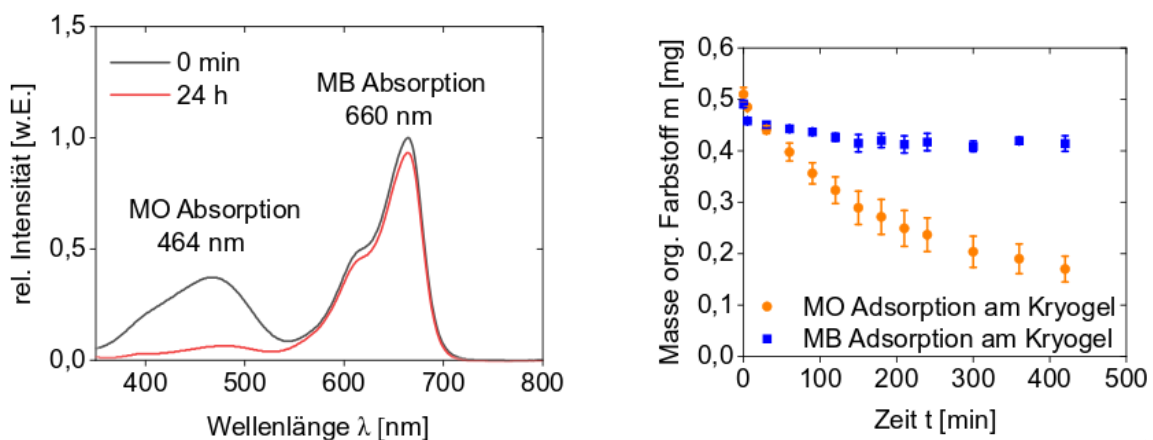 1,5
1,0
0,5
0,0
rel. Intensität [w.E.]
0 min
24 h
MB Absorption
660 nm
MO Absorption
464 nm
400 500 600 700 800
Wellenlänge λ [nm]
0,6
0,5
0,4
0,3
0,2
0,1
0,0
Masse org. Farbstoff m [mg]
MO Adsorption am Kryogel
MB Adsorption am Kryogel
0 100 200 300 400 500
Zeit t [min]